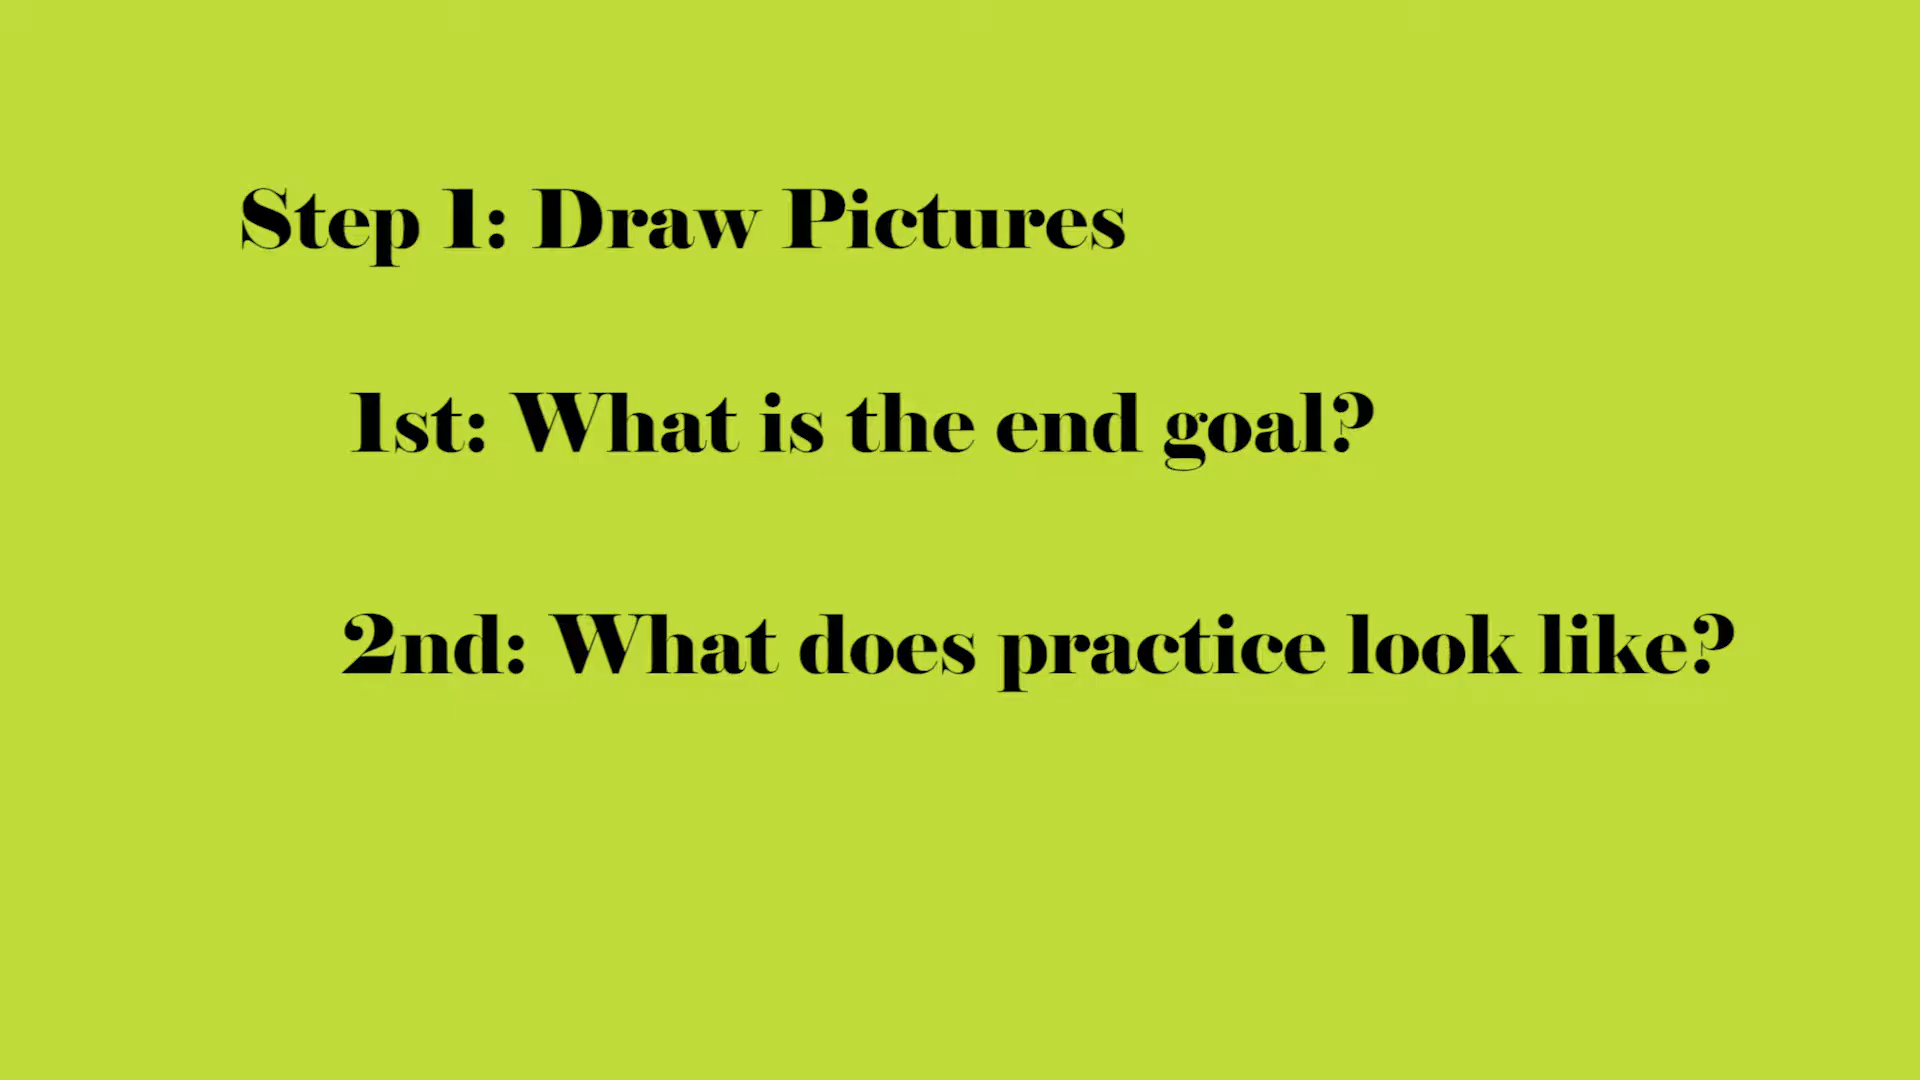 Step 1: Draw Pictures
1st: What is the end goal?
2nd: What does practice look like?